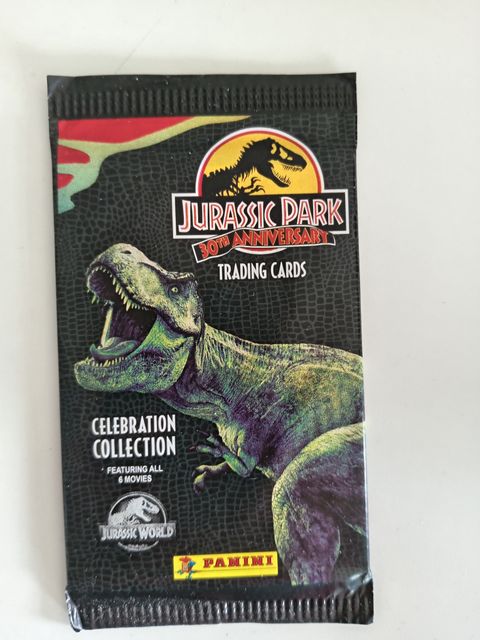 JURASSIC PARK
30TH ANNIVERSARY
TRADING CARDS
CELEBRATION
COLLECTION
FEATURING ALL
6 MOVIES
JURASSIC WORLD
PANINI